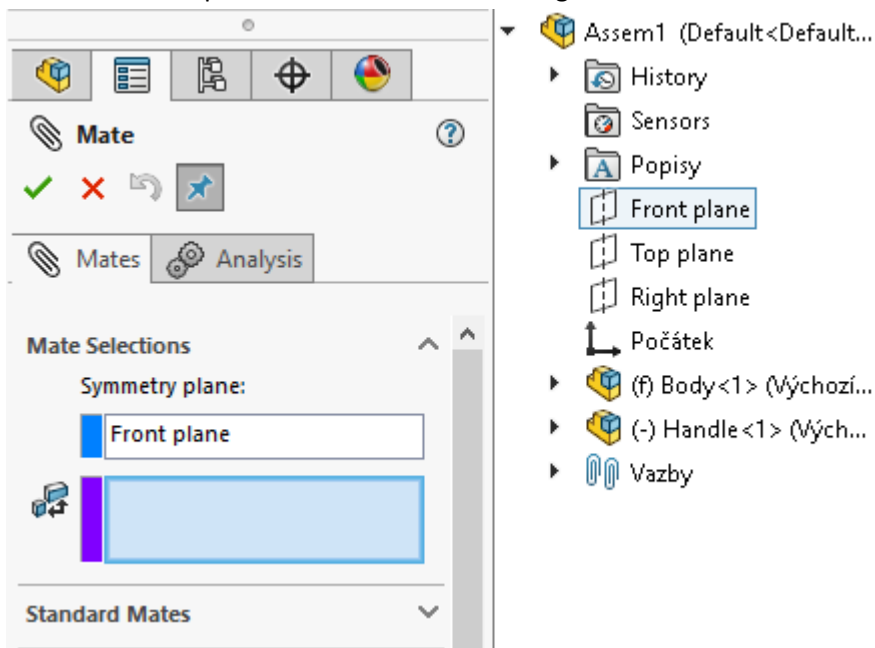 Mate
Mates
Analysis
Mate Selections
Symmetry plane:
Front plane
Standard Mates
Assem1 (Default<Default...
History
Sensors
A Popisy
Front plane
Top plane
Right plane
Počátek
(f) Body<1> (Výchozí...
(-) Handle<1> (Vých...
Vazby